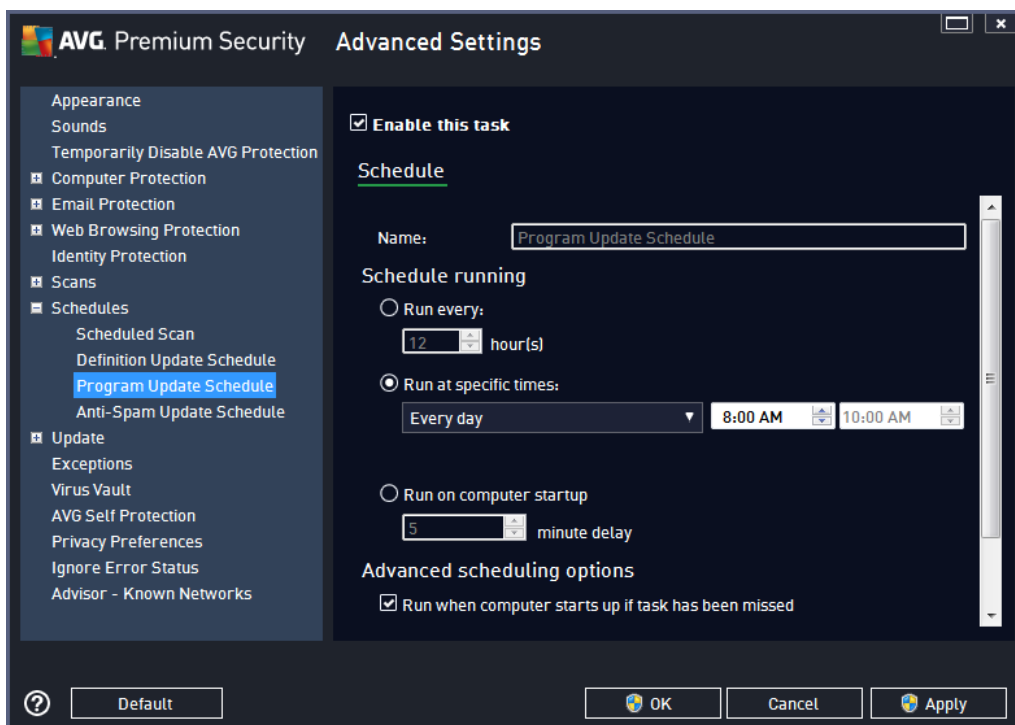 AVG. Premium Security
Advanced Settings
Appearance
Sounds
Temporarily Disable AVG Protection
Computer Protection
Email Protection
Web Browsing Protection
Identity Protection
Scans
Schedules
Scheduled Scan
Definition Update Schedule
Program Update Schedule
Anti-Spam Update Schedule
Update
Exceptions
Virus Vault
AVG Self Protection
Privacy Preferences
Ignore Error Status
Advisor - Known Networks
Enable this task
Schedule
Name: Program Update Schedule
Schedule running
Run every:
12 hour(s)
Run at specific times:
Every day 8:00 AM 10:00 AM
Run on computer startup
5 minute delay
Advanced scheduling options
Run when computer starts up if task has been missed
? Default OK Cancel Apply